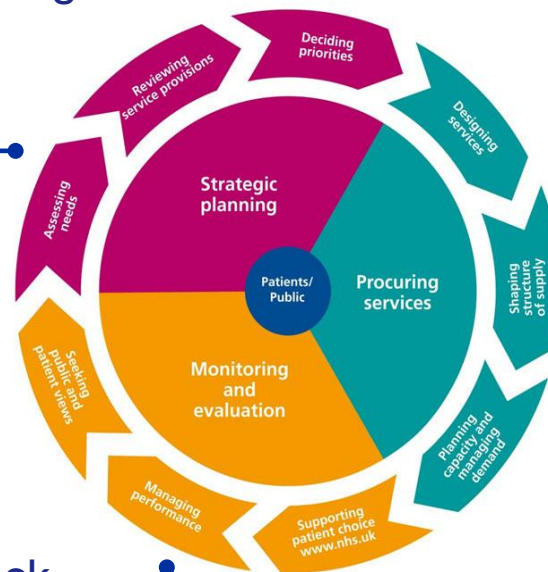 g
Deciding
priorities
Reviewing
service provisions
Designing
services
Assessing
needs
Strategic
planning
Patients/
Public
Procuring
services
Shaping
structure
of supply
Monitoring
and
evaluation
Seeking
public and
patient views
Planning
capacity and
managing
demand
Managing
performance
Supporting
patient choice
www.nhs.uk
ck